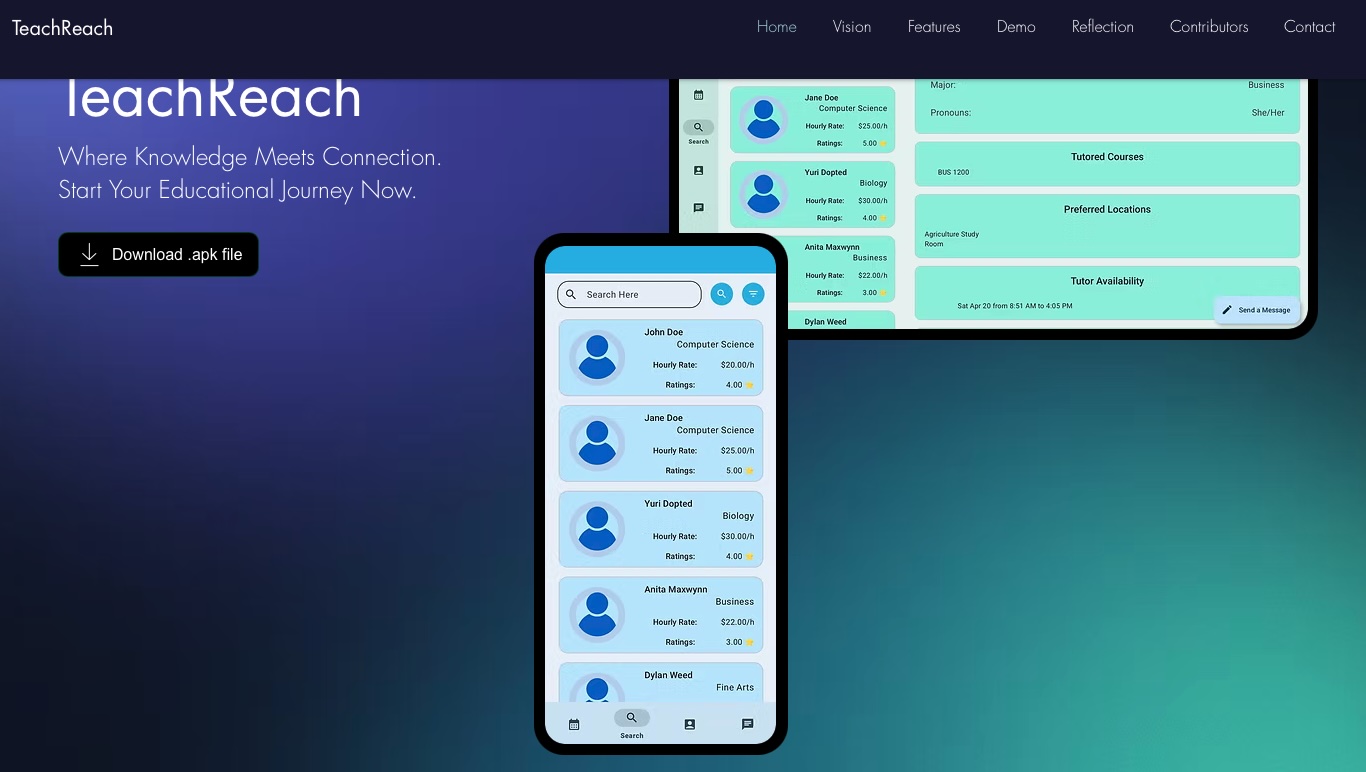 TeachReach
Home
Vision
Features
Demo
Reflection
Contributors
Contact
TeachReach
Where Knowledge Meets Connection.
Start Your Educational Journey Now.
Download .apk file
Search
Jane Doe
Computer Science
Hourly Rate: $25.00/h
Ratings: 5.00
Yuri Dopted
Biology
Hourly Rate: $30.00/h
Ratings: 4.00
Anita Maxwynn
Business
Hourly Rate: $22.00/h
Ratings: 3.00
Dylan Weed
Major: Business
Pronouns: She/Her
Tutored Courses
BUS 1200
Preferred Locations
Agriculture Study
Room
Tutor Availability
Sat Apr 20 from 8:51 AM to 4:05 PM
Send a Message
Search Here
John Doe
Computer Science
Hourly Rate: $20.00/h
Ratings: 4.00
Jane Doe
Computer Science
Hourly Rate: $25.00/h
Ratings: 5.00
Yuri Dopted
Biology
Hourly Rate: $30.00/h
Ratings: 4.00
Anita Maxwynn
Business
Hourly Rate: $22.00/h
Ratings: 3.00
Dylan Weed
Fine Arts
Search